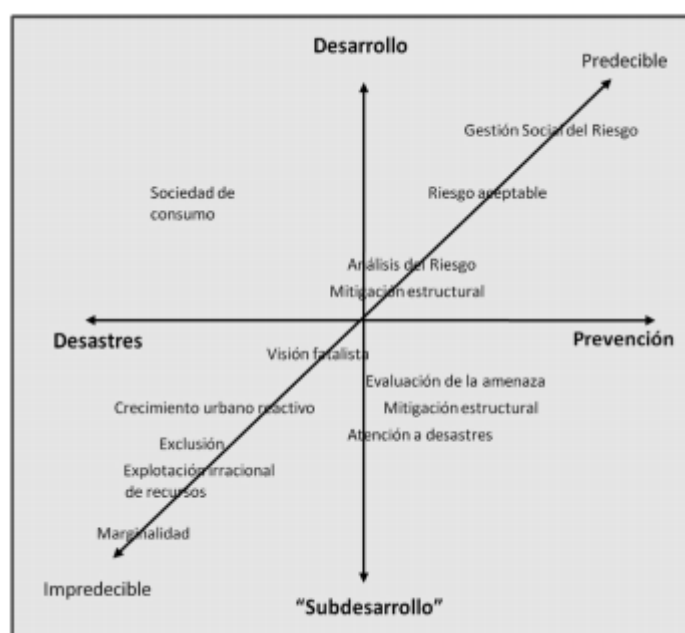 Desarrollo
Predecible
Gestión Social del Riesgo
Sociedad de
consumo
Riesgo aceptable
Análisis del Riesgo
Mitigación estructural
Desastres
Prevención
Visión fatalista
Evaluación de la amenaza
Crecimiento urbano reactivo
Mitigación estructural
Atención a desastres
Exclusión
Explotación irracional
de recursos
Marginalidad
Impredecible
“Subdesarrollo”